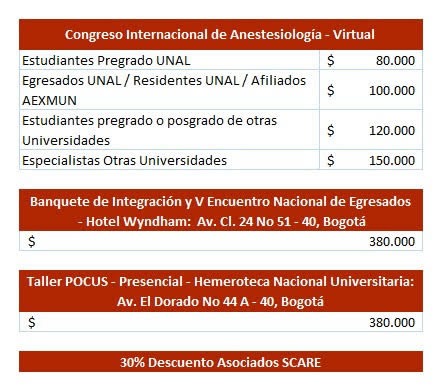 Congreso Internacional de Anestesiología - Virtual
Estudiantes Pregrado UNAL $ 80.000
Egresados UNAL / Residentes UNAL / Afiliados
AEXMUN $ 100.000
Estudiantes pregrado o posgrado de otras
Universidades $ 120.000
Especialistas Otras Universidades $ 150.000
Banquete de Integración y V Encuentro Nacional de Egresados
- Hotel Wyndham: Av. Cl. 24 No 51 - 40, Bogotá
$ 380.000
Taller POCUS - Presencial - Hemeroteca Nacional Universitaria:
Av. El Dorado No 44 A - 40, Bogotá
$ 380.000
30% Descuento Asociados SCARE